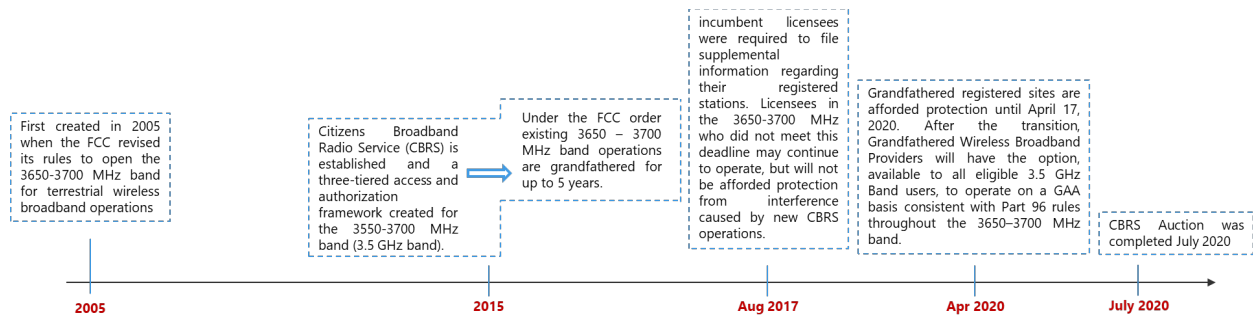 First created in 2005
when the FCC revised
its rules to open the
3650-3700 MHz band
for terrestrial wireless
broadband operations
Citizens Broadband
Radio Service (CBRS) is
established and a
three-tiered access and
authorization
framework created for
the 3550-3700 MHz
band (3.5 GHz band).
Under the FCC order
existing 3650 – 3700
MHz band operations
are grandfathered for
up to 5 years.
incumbent licensees
were required to file
supplemental
information regarding
their registered
stations. Licensees in
the 3650-3700 MHz
who did not meet this
deadline may continue
to operate, but will not
be afforded protection
from interference
caused by new CBRS
operations.
Grandfathered registered sites are
afforded protection until April 17,
2020. After the transition,
Grandfathered Wireless Broadband
Providers will have the option,
available to all eligible 3.5 GHz
Band users, to operate on a GAA
basis consistent with Part 96 rules
throughout the 3650–3700 MHz
band.
CBRS Auction was
completed July 2020
2005
2015
Aug 2017
Apr 2020
July 2020